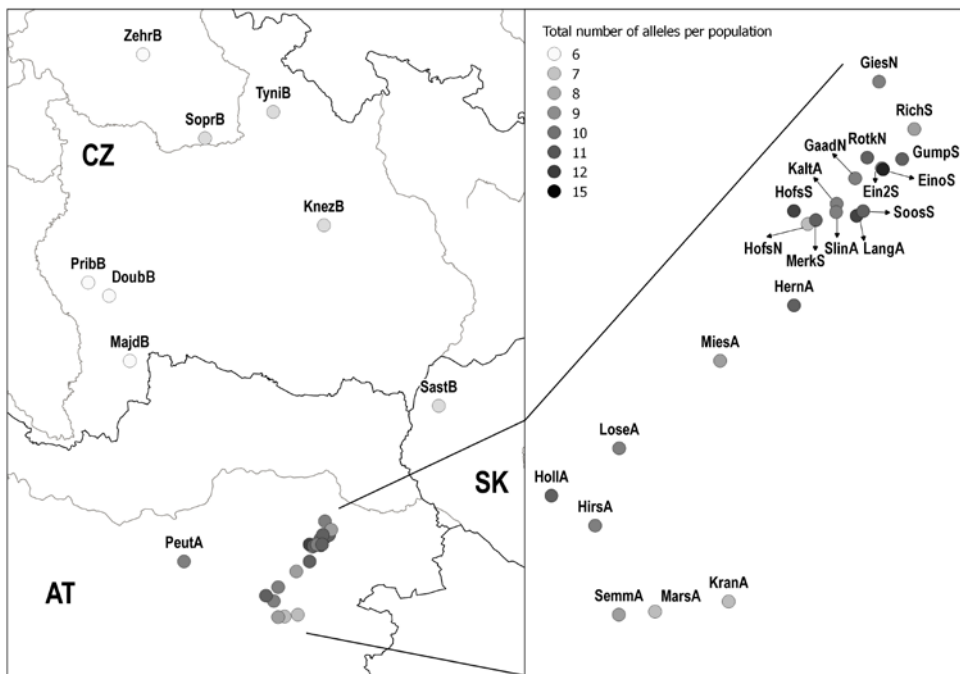 ZehrB
TyniB
SoprB
CZ
KnezB
PribB
DoubB
MajdB
SastB
SK
PeutA
AT
Total number of alleles per population
6
7
8
9
10
11
12
15
GiesN
RichS
RotkN
GaadN
GumpS
KaltA
EinoS
Ein2S
HofsS
SoosS
HofsN
SlinA
LangA
MerkS
HernA
MiesA
LoseA
HollA
HirsA
KranA
SemmA
MarsA